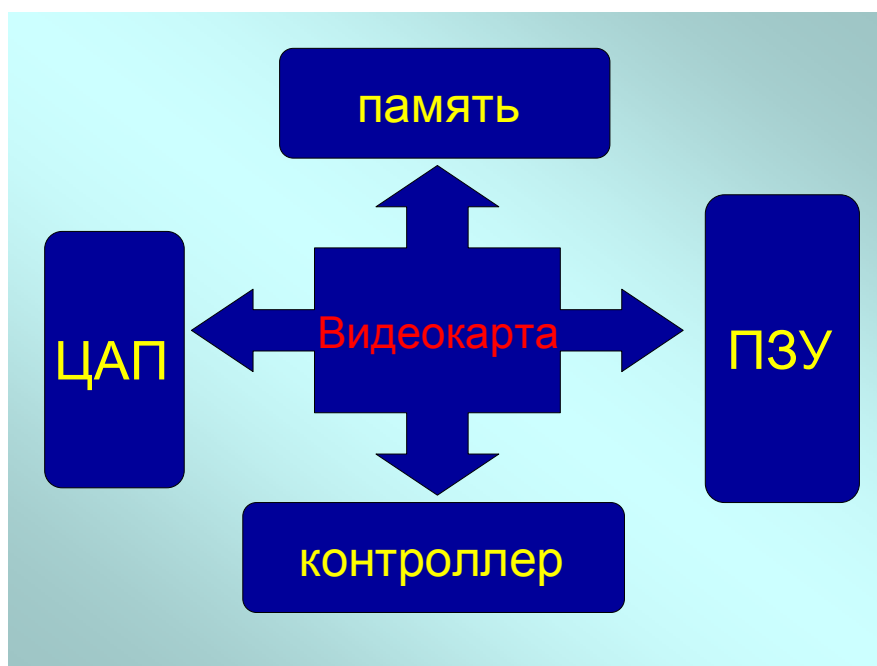 память
ЦАП
Видеокарта
ПЗУ
контроллер